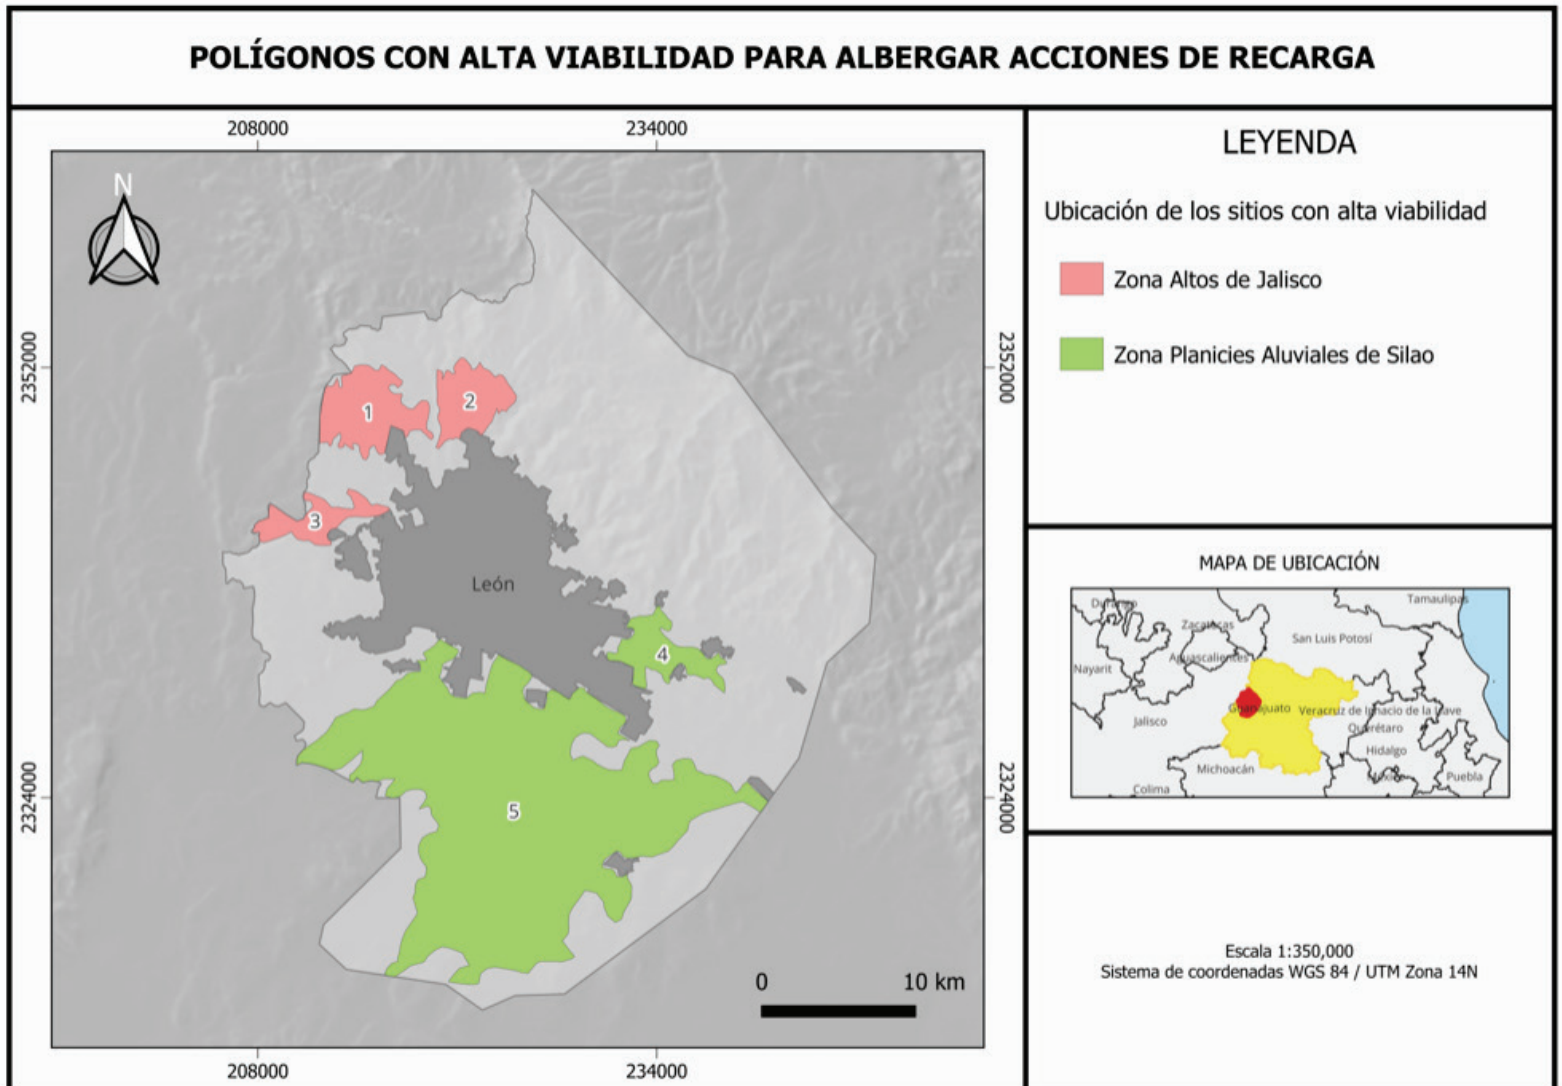 POLÍGONOS CON ALTA VIABILIDAD PARA ALBERGAR ACCIONES DE RECARGA
208000
234000
N
2352000
2352000
1
2
3
León
4
5
2324000
2324000
0
10 km
208000
234000
LEYENDA
Ubicación de los sitios con alta viabilidad
Zona Altos de Jalisco
Zona Planicies Aluviales de Silao
MAPA DE UBICACIÓN
Durango
Tamaulipas
Zacatecas
San Luis Potosí
Aguascalientes
Nayarit
Guanajuato
Veracruz de Ignacio de la Llave
Jalisco
Querétaro
Hidalgo
Michoacán
México
Puebla
Colima
Escala 1:350,000
Sistema de coordenadas WGS 84 / UTM Zona 14N